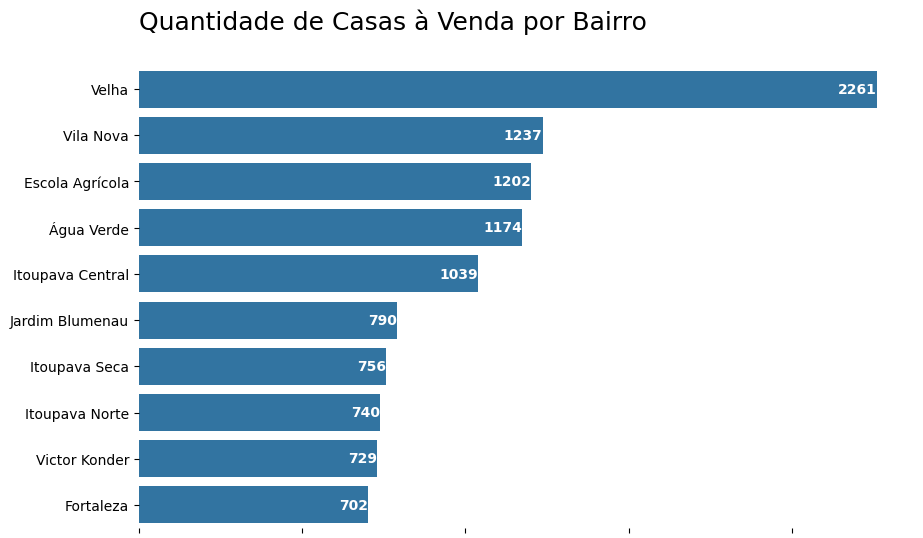 Quantidade de Casas à Venda por Bairro
Velha 2261
Vila Nova 1237
Escola Agrícola 1202
Água Verde 1174
Itoupava Central 1039
Jardim Blumenau 790
Itoupava Seca 756
Itoupava Norte 740
Victor Konder 729
Fortaleza 702